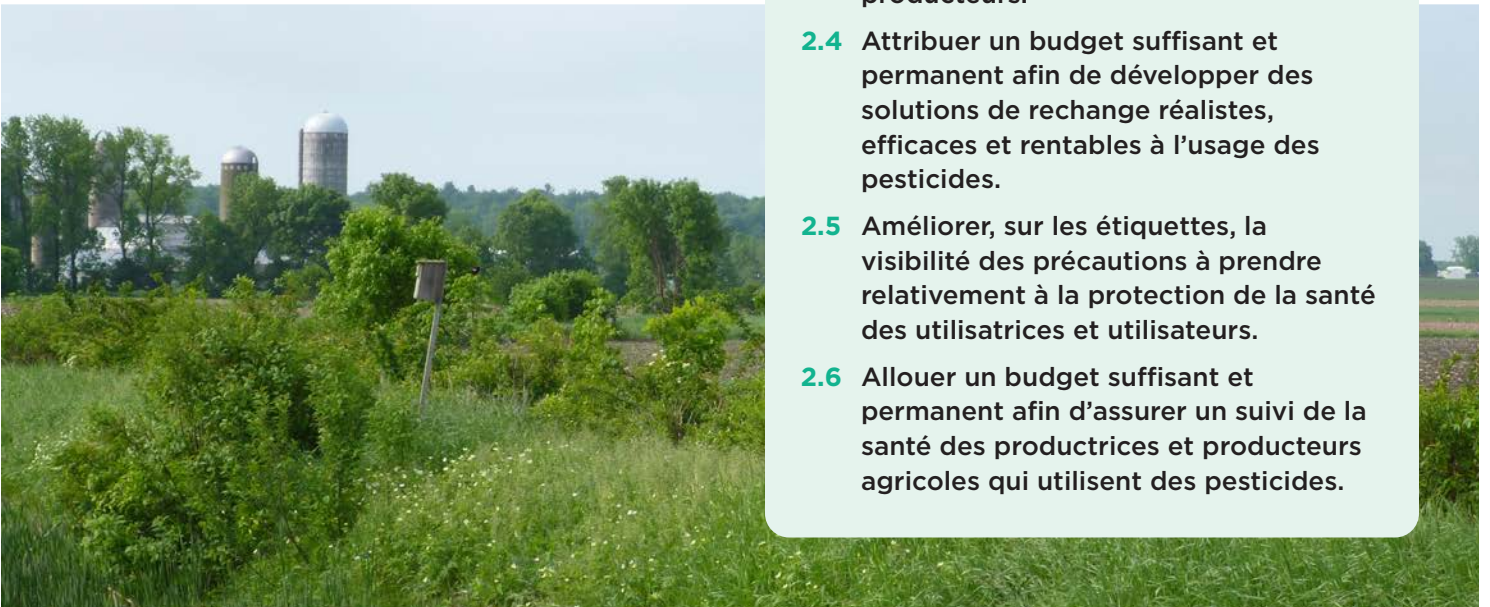 producteurs.
2.4 Attribuer un budget suffisant et
permanent afin de développer des
solutions de rechange réalistes,
efficaces et rentables à l'usage des
pesticides.
2.5 Améliorer, sur les étiquettes, la
visibilité des précautions à prendre
relativement à la protection de la santé
des utilisatrices et utilisateurs.
2.6 Allouer un budget suffisant et
permanent afin d'assurer un suivi de la
santé des productrices et producteurs
agricoles qui utilisent des pesticides.